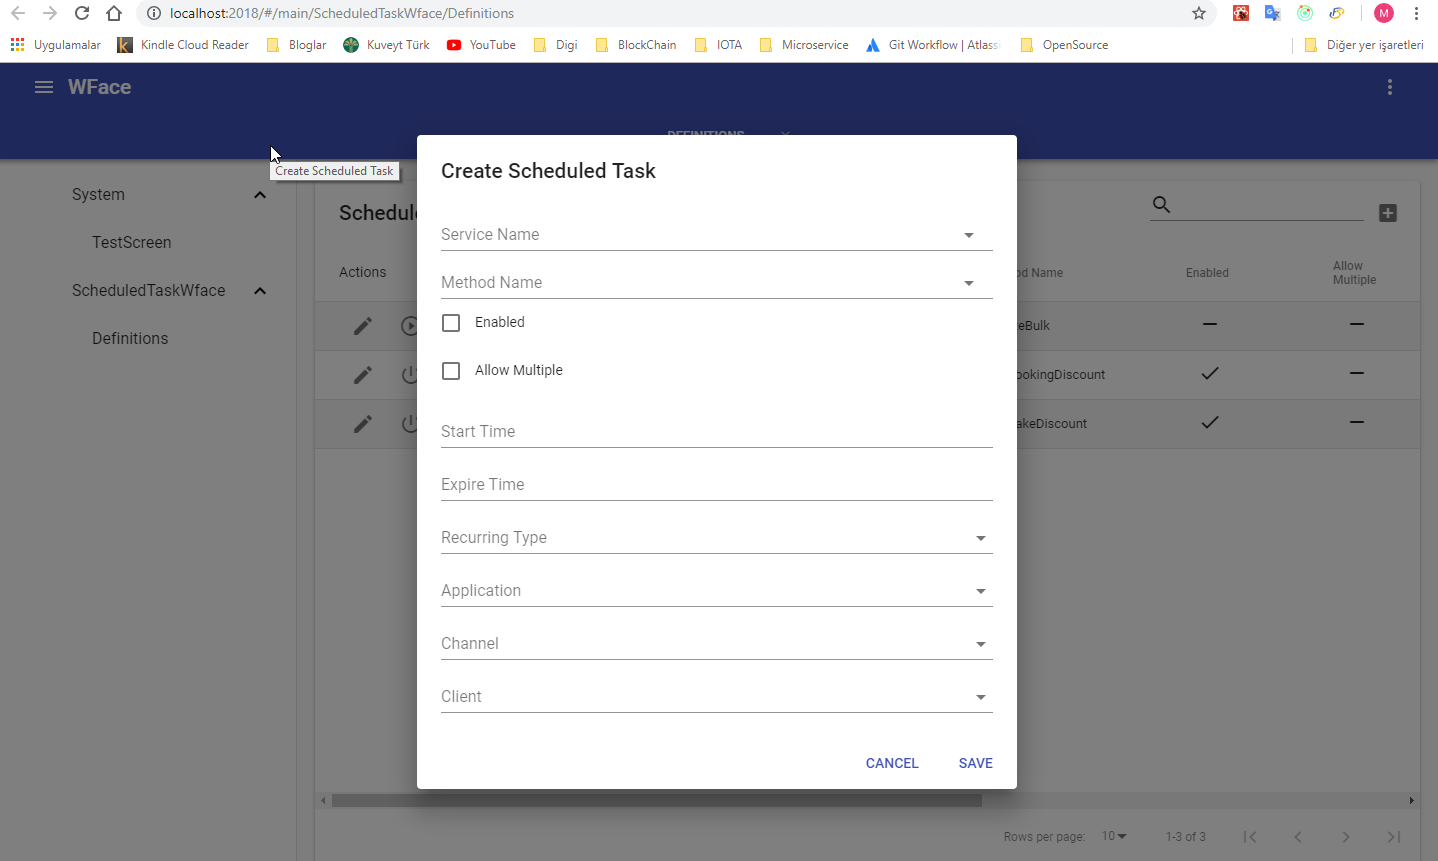 localhost:2018/#/main/ScheduledTaskWface/Definitions
M
Uygulamalar Kindle Cloud Reader Bloglar Kuveyt Türk YouTube Digi BlockChain IOTA Microservice Git Workflow | Atlassi OpenSource Diğer yer işaretleri
WFace
DEFINITIONS
Create Scheduled Task
System
TestScreen
ScheduledTaskWface
Definitions
Schedule
Actions
od Name Enabled Allow
Multiple
teBulk
ookingDiscount
akeDiscount
Create Scheduled Task
Service Name
Method Name
Enabled
Allow Multiple
Start Time
Expire Time
Recurring Type
Application
Channel
Client
CANCEL SAVE
Rows per page: 10 1-3 of 3